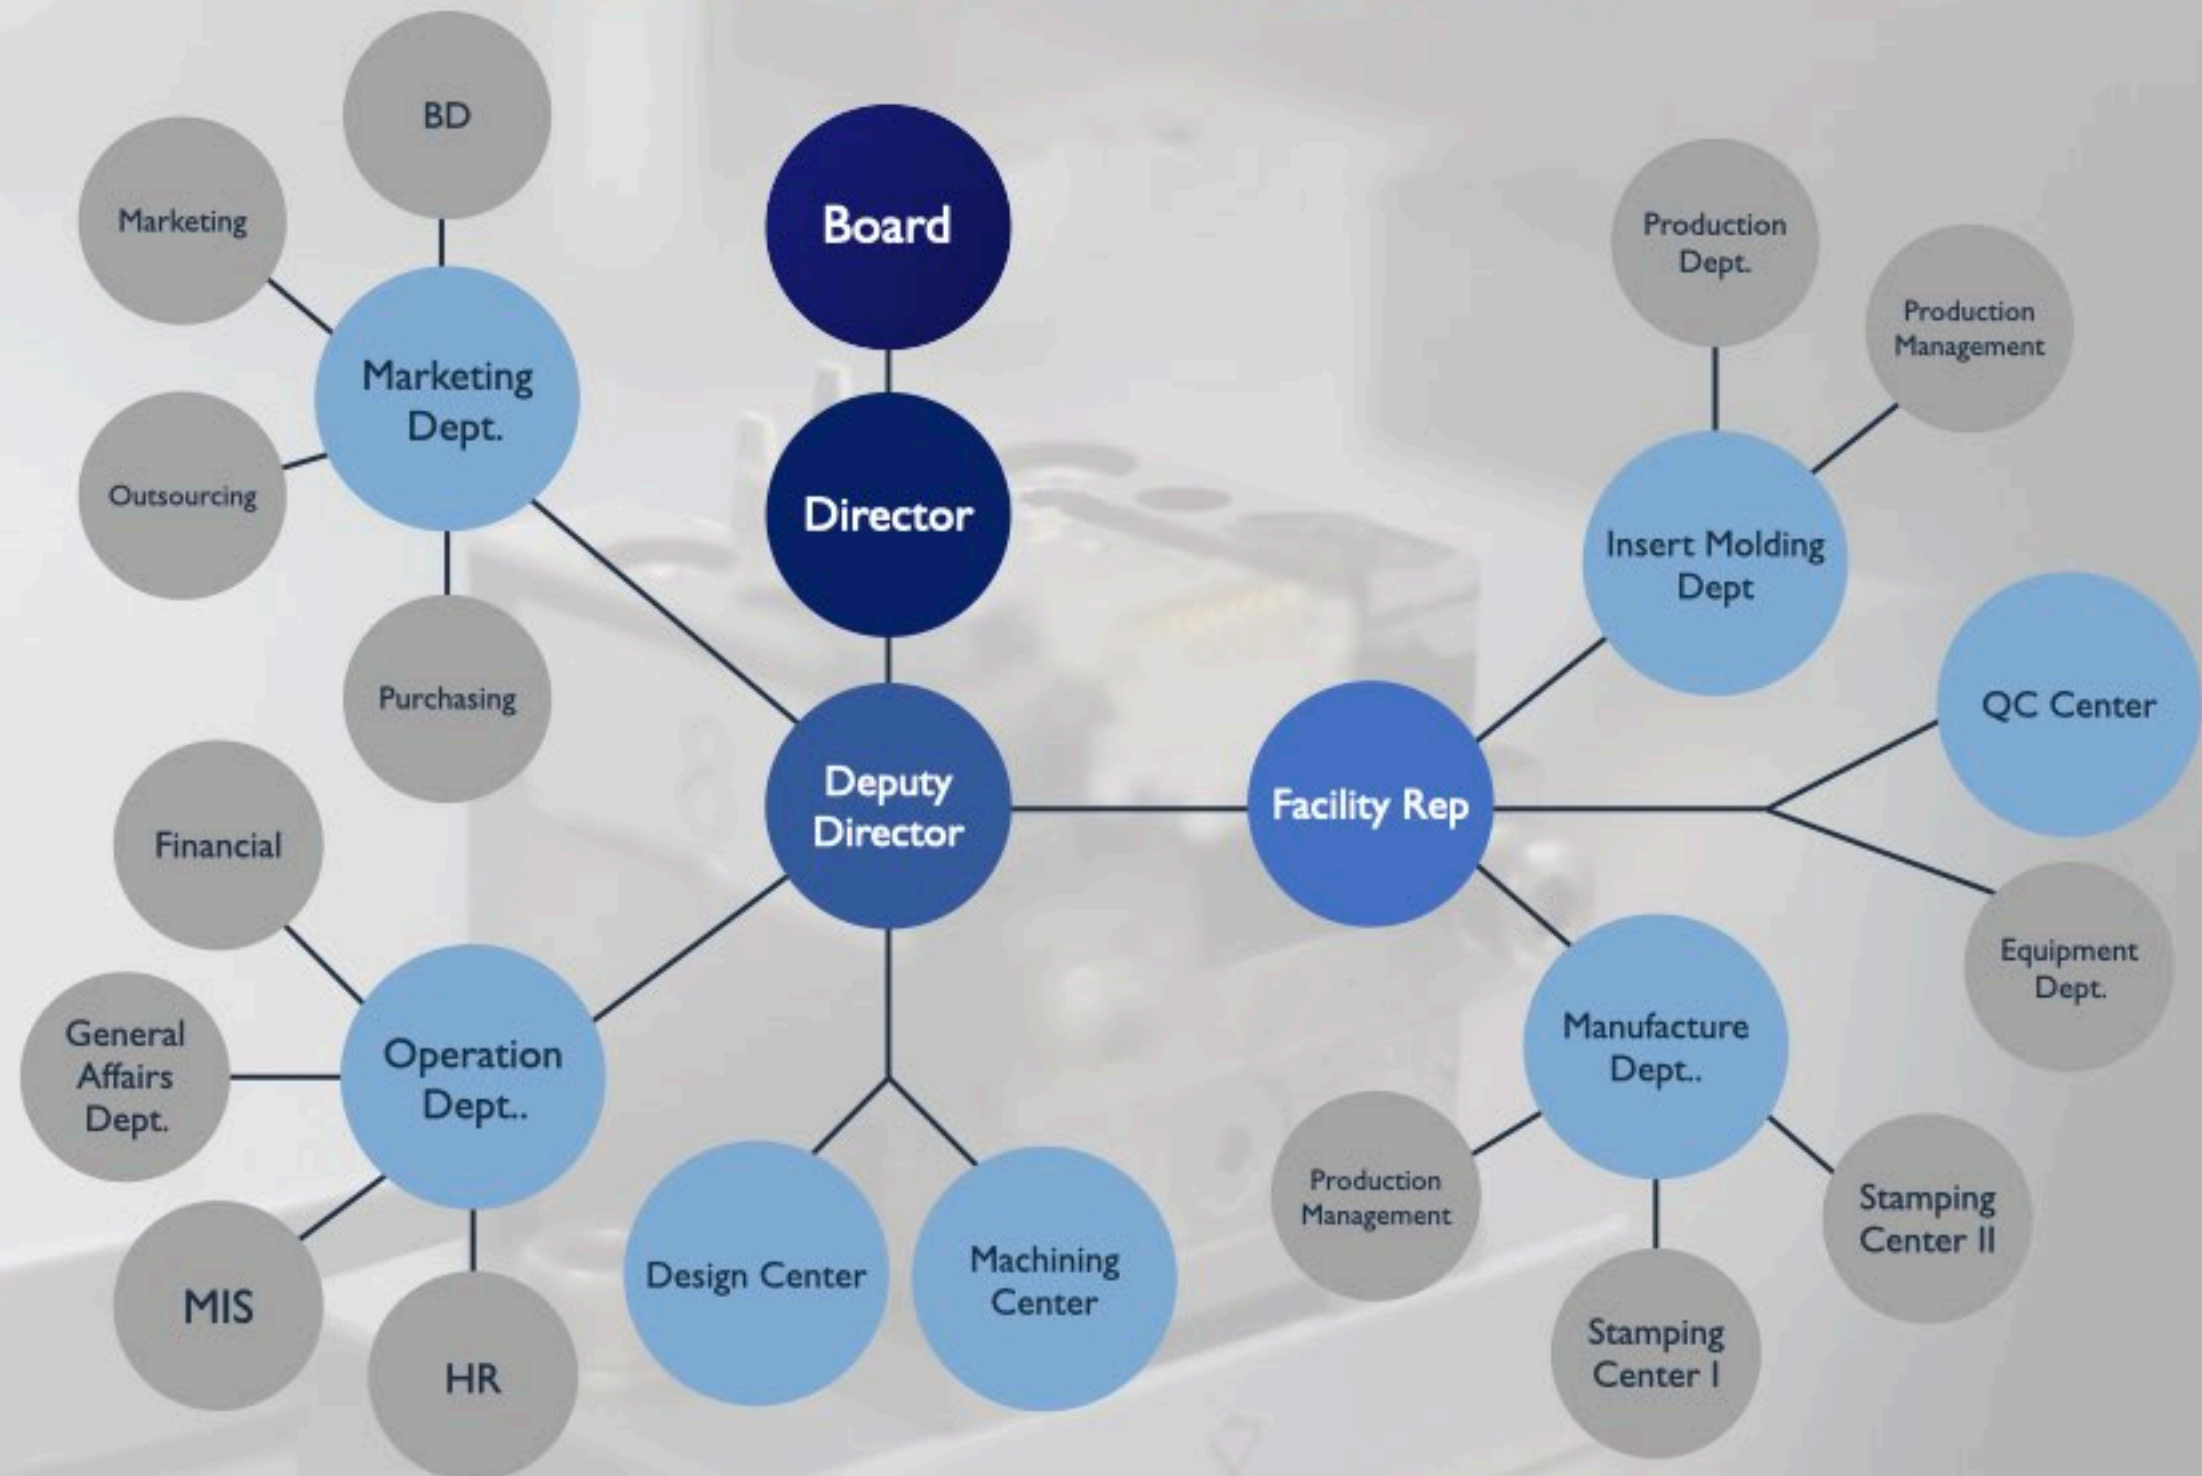 BD
Marketing
Marketing
Dept.
Outsourcing
Purchasing
Board
Director
Deputy
Director
Facility Rep
Production
Dept.
Production
Management
Insert Molding
Dept
QC Center
Equipment
Dept.
Manufacture
Dept..
Production
Management
Stamping
Center I
Stamping
Center II
Financial
General
Affairs
Dept.
Operation
Dept..
MIS
HR
Design Center
Machining
Center